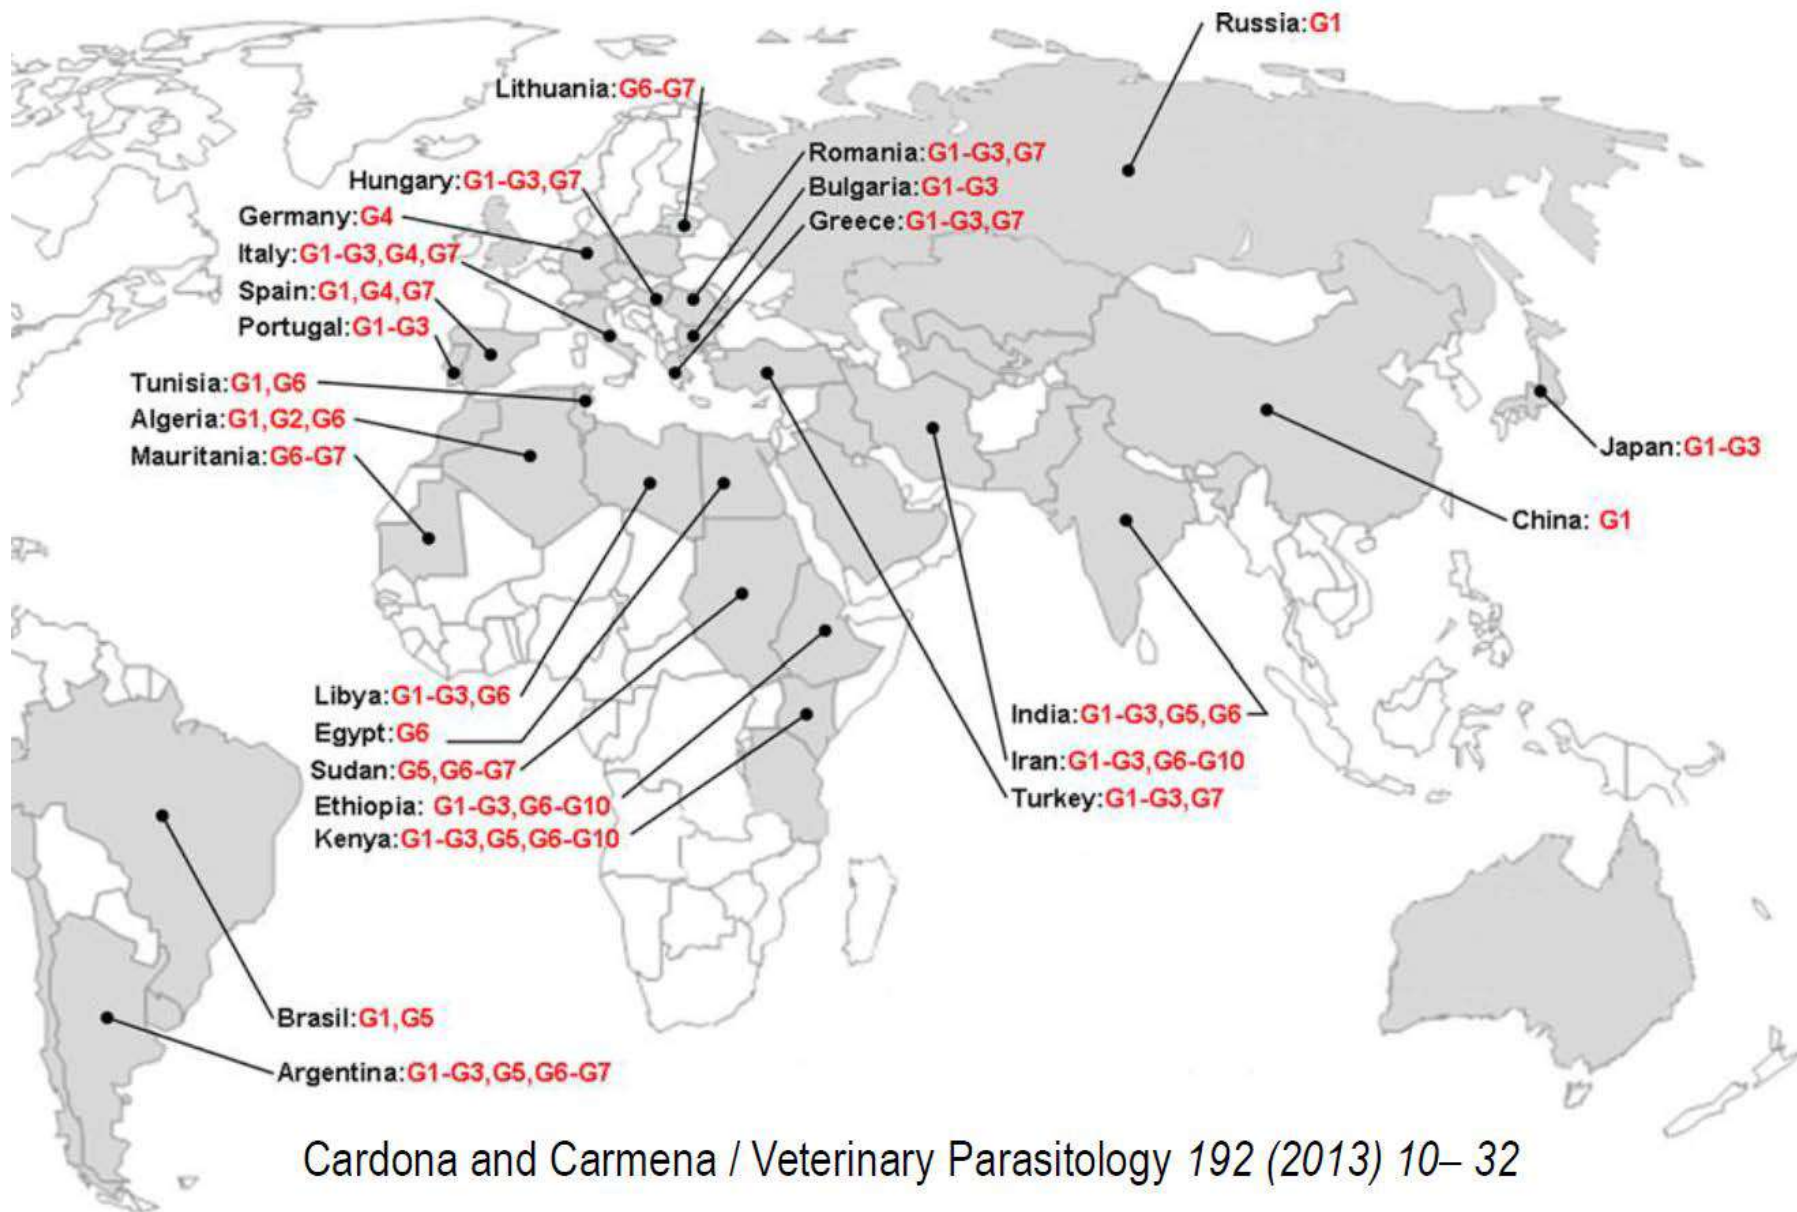 Russia:G1
Lithuania:G6-G7
Romania:G1-G3,G7
Hungary:G1-G3,G7
Bulgaria:G1-G3
Germany:G4
Greece:G1-G3,G7
Italy:G1-G3,G4,G7
Spain:G1,G4,G7
Portugal:G1-G3
Tunisia:G1,G6
Algeria:G1,G2,G6
Mauritania:G6-G7
Japan:G1-G3
China: G1
Libya:G1-G3,G6
Egypt:G6
Sudan:G5,G6-G7
Ethiopia: G1-G3,G6-G10
Kenya:G1-G3,G5,G6-G10
India:G1-G3,G5,G6
Iran:G1-G3,G6-G10
Turkey:G1-G3,G7
Brasil:G1,G5
Argentina:G1-G3,G5,G6-G7
Cardona and Carmena / Veterinary Parasitology 192 (2013) 10– 32